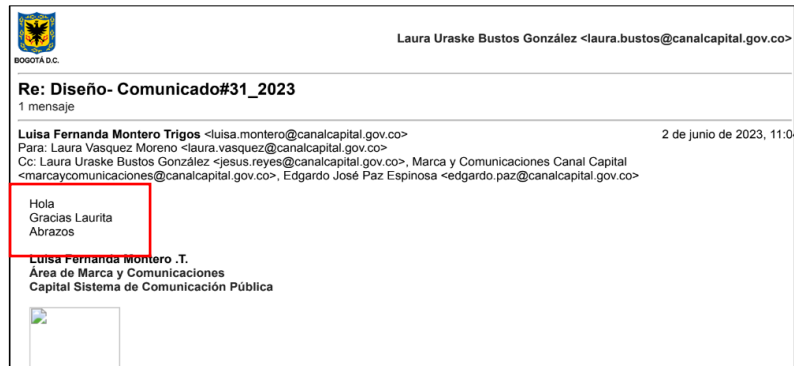 BOGOTÁ D.C.
Laura Uraske Bustos González <laura.bustos@canalcapital.gov.co>
Re: Diseño- Comunicado#31_2023
1 mensaje
Luisa Fernanda Montero Trigos <luisa.montero@canalcapital.gov.co> 2 de junio de 2023, 11:04
Para: Laura Vasquez Moreno <laura.vasquez@canalcapital.gov.co>
Cc: Laura Uraske Bustos González <jesus.reyes@canalcapital.gov.co>, Marca y Comunicaciones Canal Capital
<marcaycomunicaciones@canalcapital.gov.co>, Edgardo José Paz Espinosa <edgardo.paz@canalcapital.gov.co>
Hola
Gracias Laurita
Abrazos
Luisa Fernanda Montero .T.
Área de Marca y Comunicaciones
Capital Sistema de Comunicación Pública